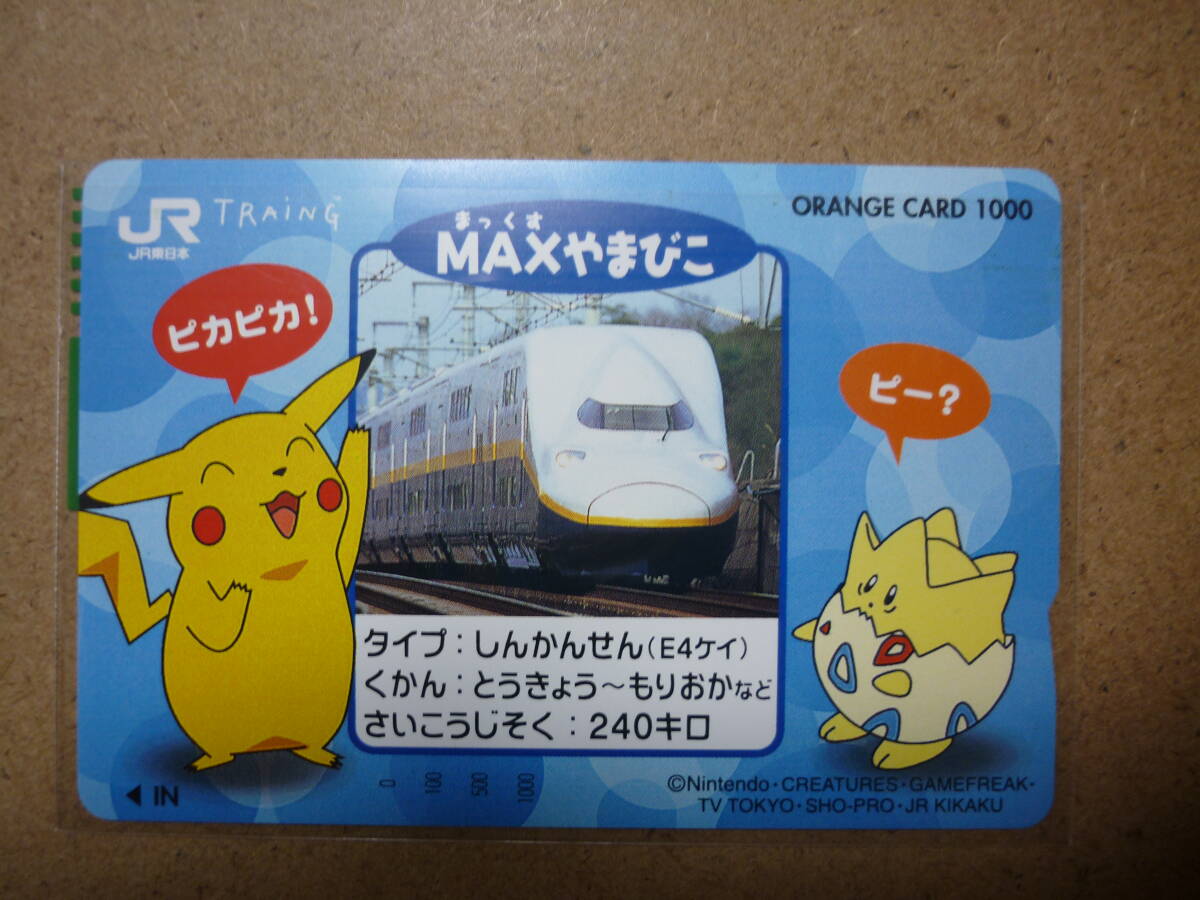 JR TRAiNG™
JR東日本
ORANGE CARD 1000
まっくす
MAXやまびこ
ピカピカ!
ピー?
タイプ:しんかんせん(E4ケイ)
くかん:とうきょう〜もりおかなど
さいこうじそく:240キロ
◀ IN
0 100 500 1000
©Nintendo・CREATURES・GAMEFREAK・
TV TOKYO・SHO-PRO・JR KIKAKU